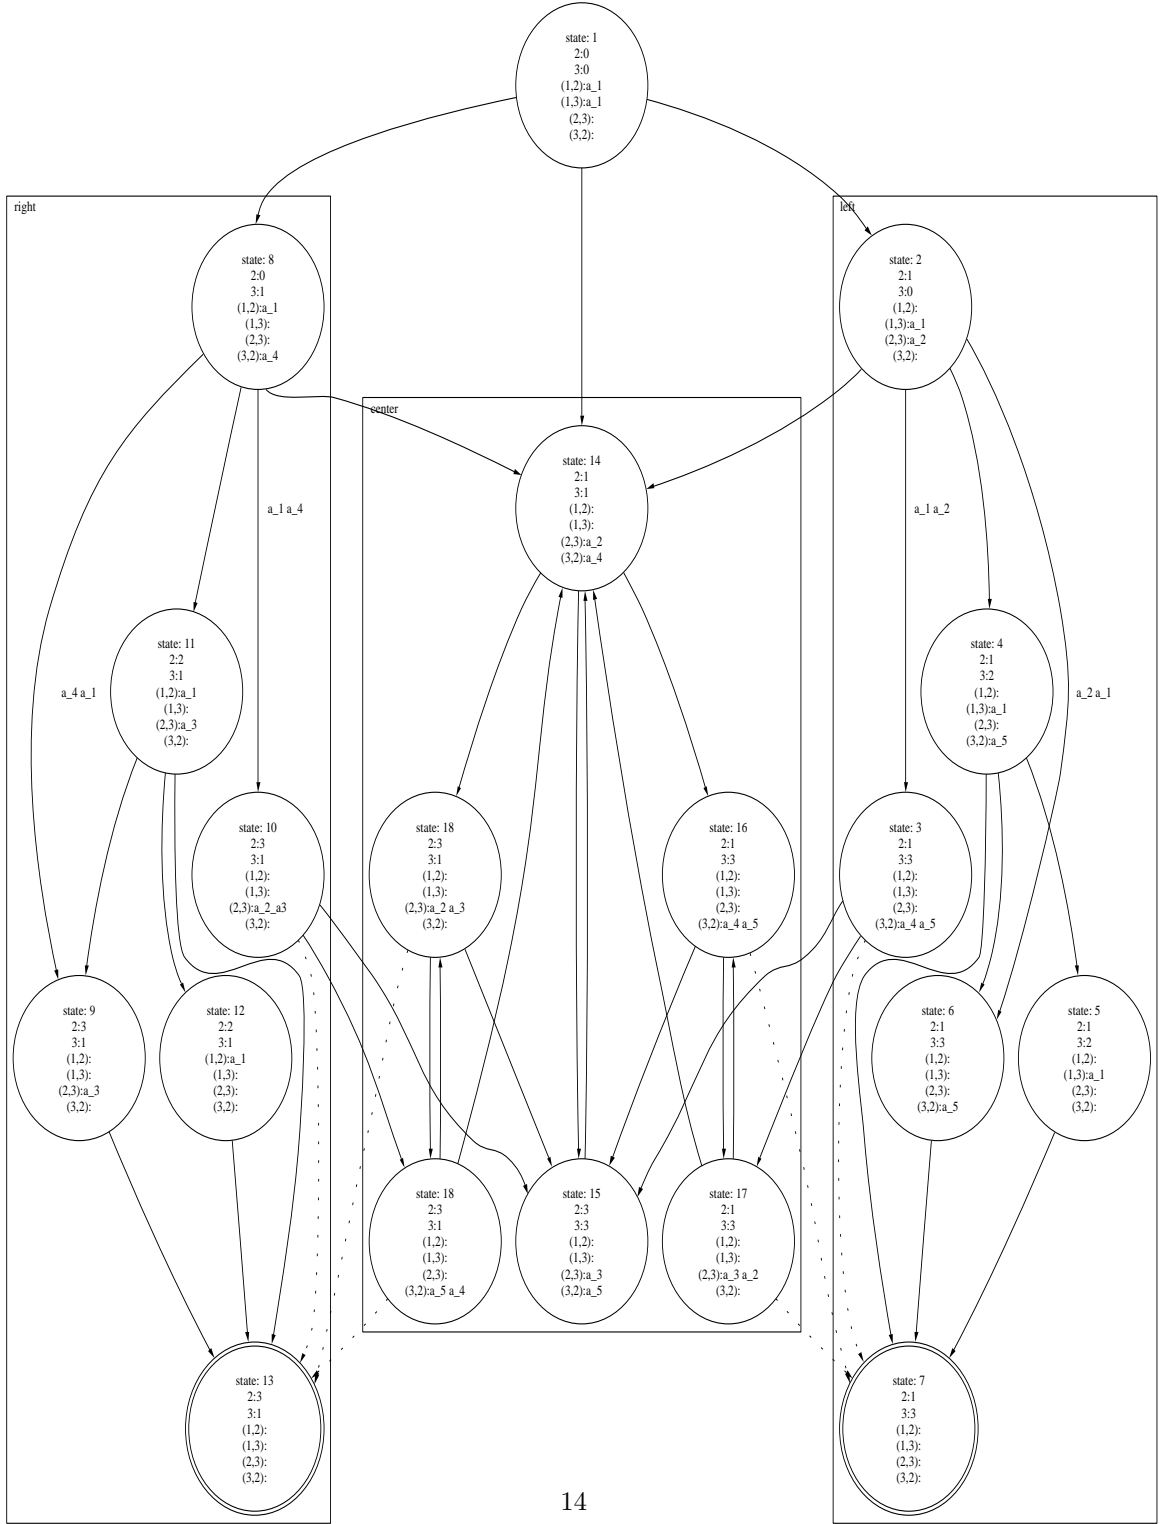 state: 1
2:0
3:0
(1,2):a_1
(1,3):a_1
(2,3):
(3,2):
right
left
state: 8
2:0
3:1
(1,2):a_1
(1,3):
(2,3):
(3,2):a_4
state: 2
2:1
3:0
(1,2):
(1,3):a_1
(2,3):a_2
(3,2):
center
state: 14
2:1
3:1
(1,2):
(1,3):
(2,3):a_2
(3,2):a_4
a_1 a_4
a_1 a_2
state: 11
2:2
3:1
(1,2):a_1
(1,3):
(2,3):a_3
(3,2):
a_4 a_1
state: 4
2:1
3:2
(1,2):
(1,3):a_1
(2,3):
(3,2):a_5
a_2 a_1
state: 10
2:3
3:1
(1,2):
(1,3):
(2,3):a_2_a3
(3,2):
state: 18
2:3
3:1
(1,2):
(1,3):
(2,3):a_2 a_3
(3,2):
state: 16
2:1
3:3
(1,2):
(1,3):
(2,3):
(3,2):a_4 a_5
state: 3
2:1
3:3
(1,2):
(1,3):
(2,3):
(3,2):a_4 a_5
state: 9
2:3
3:1
(1,2):
(1,3):
(2,3):a_3
(3,2):
state: 12
2:2
3:1
(1,2):a_1
(1,3):
(2,3):
(3,2):
state: 6
2:1
3:3
(1,2):
(1,3):
(2,3):
(3,2):a_5
state: 5
2:1
3:2
(1,2):
(1,3):a_1
(2,3):
(3,2):
state: 18
2:3
3:1
(1,2):
(1,3):
(2,3):
(3,2):a_5 a_4
state: 15
2:3
3:3
(1,2):
(1,3):
(2,3):a_3
(3,2):a_5
state: 17
2:1
3:3
(1,2):
(1,3):
(2,3):a_3 a_2
(3,2):
state: 13
2:3
3:1
(1,2):
(1,3):
(2,3):
(3,2):
state: 7
2:1
3:3
(1,2):
(1,3):
(2,3):
(3,2):
14